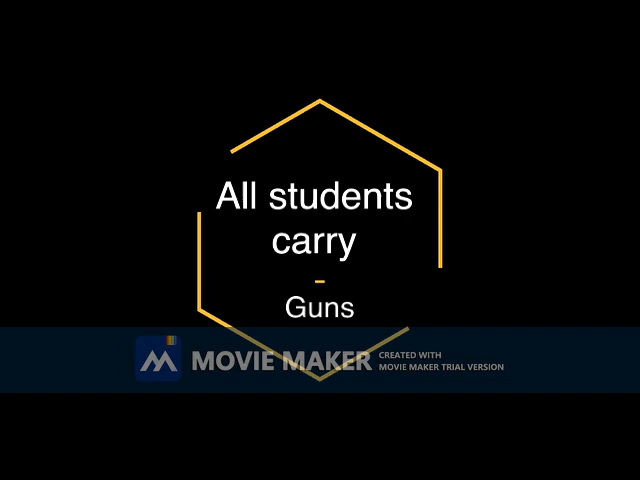 All students
carry
-
Guns
MOVIE MAKER
CREATED WITH
MOVIE MAKER TRIAL VERSION